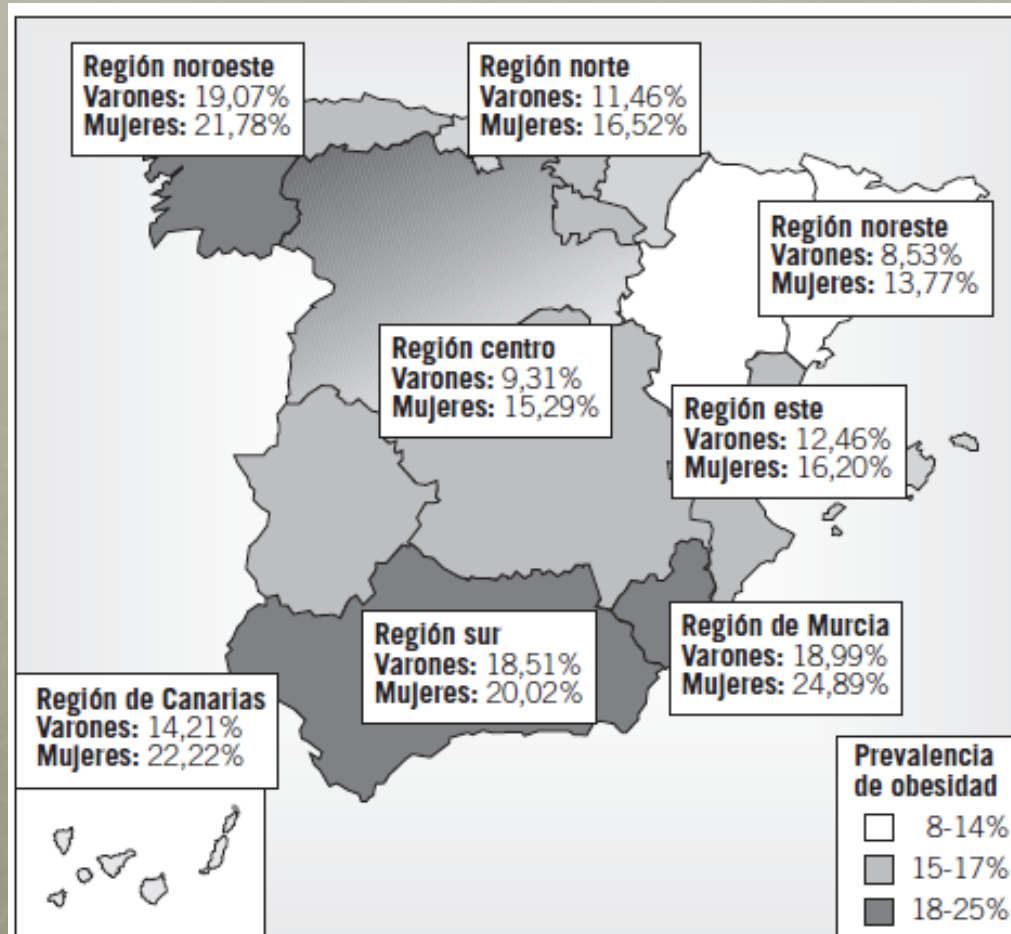 Región noroeste
Varones: 19,07%
Mujeres: 21,78%
Región norte
Varones: 11,46%
Mujeres: 16,52%
Región noreste
Varones: 8,53%
Mujeres: 13,77%
Región centro
Varones: 9,31%
Mujeres: 15,29%
Región este
Varones: 12,46%
Mujeres: 16,20%
Región sur
Varones: 18,51%
Mujeres: 20,02%
Región de Murcia
Varones: 18,99%
Mujeres: 24,89%
Región de Canarias
Varones: 14,21%
Mujeres: 22,22%
Prevalencia
de obesidad
8-14%
15-17%
18-25%